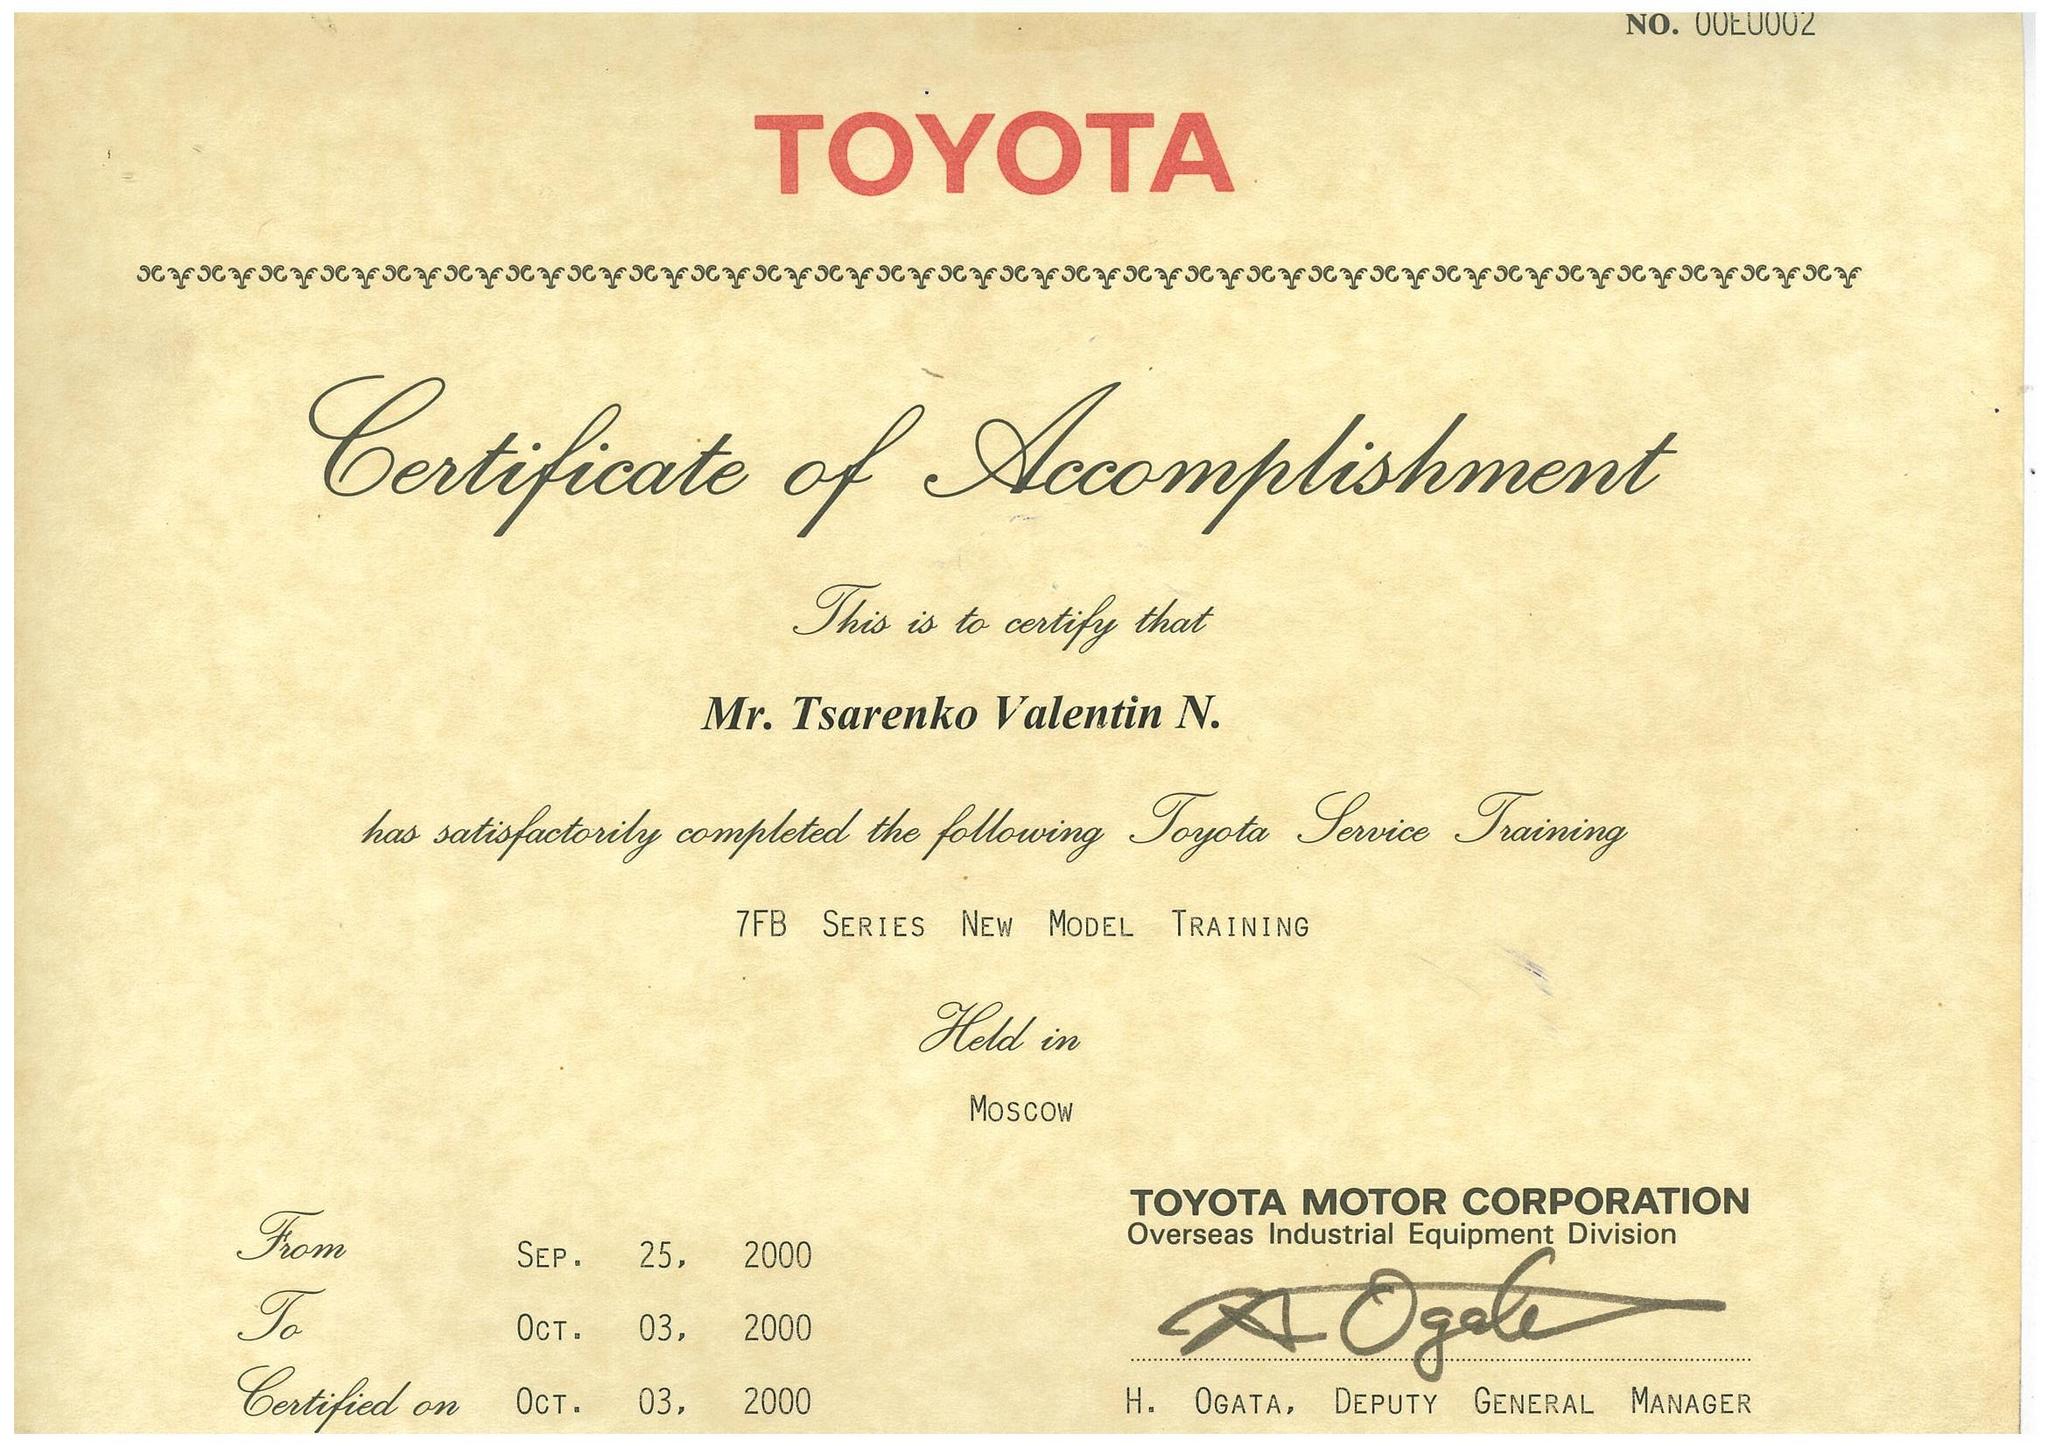 NO. 00EU002
TOYOTA
Certificate of Accomplishment
This is to certify that
Mr. Tsarenko Valentin N.
has satisfactorily completed the following Toyota Service Training
7FB SERIES NEW MODEL TRAINING
Held in
MOSCOW
TOYOTA MOTOR CORPORATION
Overseas Industrial Equipment Division
From SEP. 25, 2000
To OCT. 03, 2000
H Ogata
Certified on OCT. 03, 2000
H. OGATA, DEPUTY GENERAL MANAGER